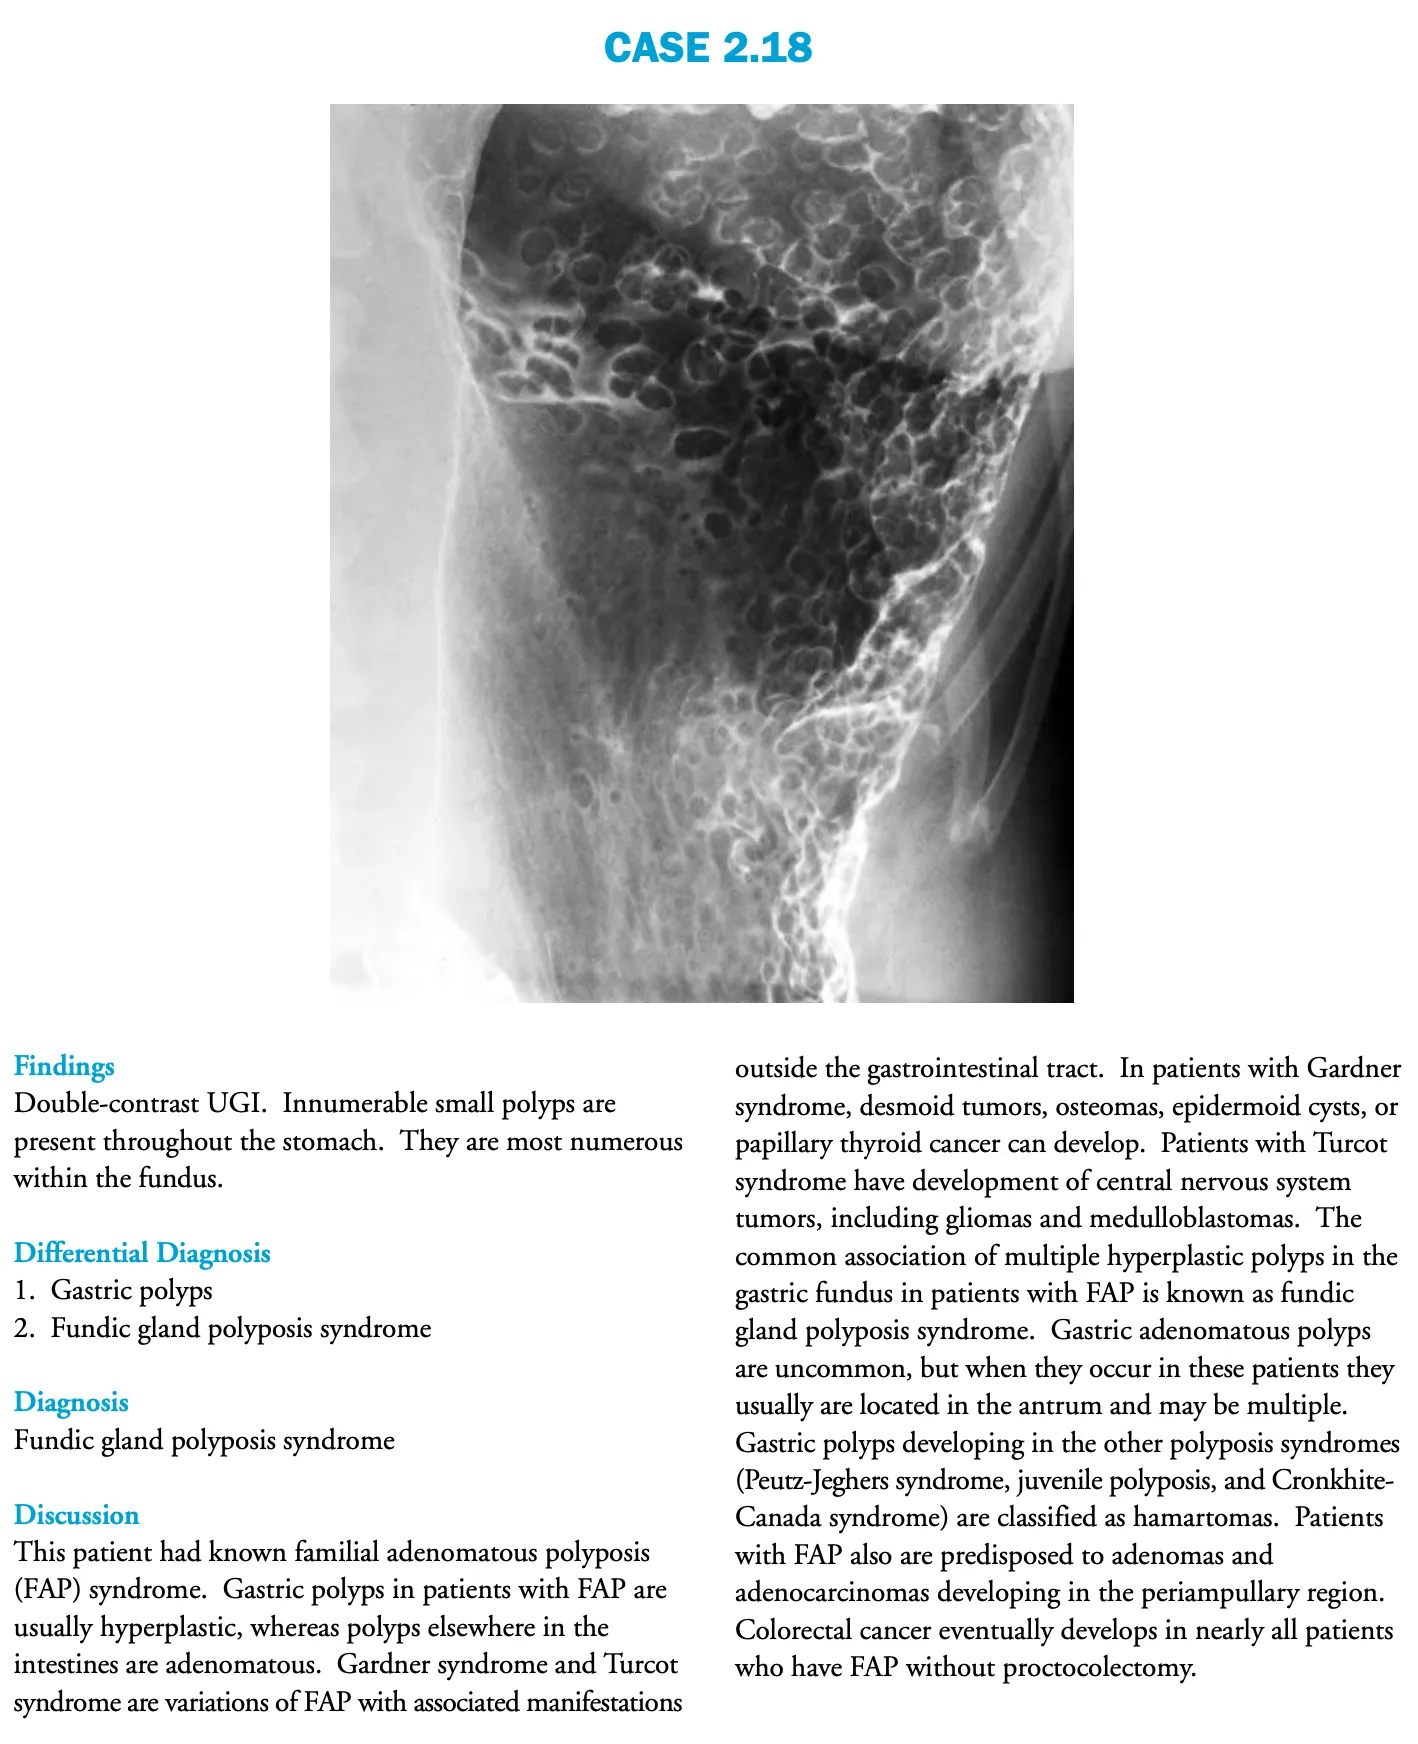 CASE 2.18
Findings
Double-contrast UGI. Innumerable small polyps are
present throughout the stomach. They are most numerous
within the fundus.
Differential Diagnosis
1. Gastric polyps
2. Fundic gland polyposis syndrome
Diagnosis
Fundic gland polyposis syndrome
Discussion
This patient had known familial adenomatous polyposis
(FAP) syndrome. Gastric polyps in patients with FAP are
usually hyperplastic, whereas polyps elsewhere in the
intestines are adenomatous. Gardner syndrome and Turcot
syndrome are variations of FAP with associated manifestations
outside the gastrointestinal tract. In patients with Gardner
syndrome, desmoid tumors, osteomas, epidermoid cysts, or
papillary thyroid cancer can develop. Patients with Turcot
syndrome have development of central nervous system
tumors, including gliomas and medulloblastomas. The
common association of multiple hyperplastic polyps in the
gastric fundus in patients with FAP is known as fundic
gland polyposis syndrome. Gastric adenomatous polyps
are uncommon, but when they occur in these patients they
usually are located in the antrum and may be multiple.
Gastric polyps developing in the other polyposis syndromes
(Peutz-Jeghers syndrome, juvenile polyposis, and Cronkhite-
Canada syndrome) are classified as hamartomas. Patients
with FAP also are predisposed to adenomas and
adenocarcinomas developing in the periampullary region.
Colorectal cancer eventually develops in nearly all patients
who have FAP without proctocolectomy.